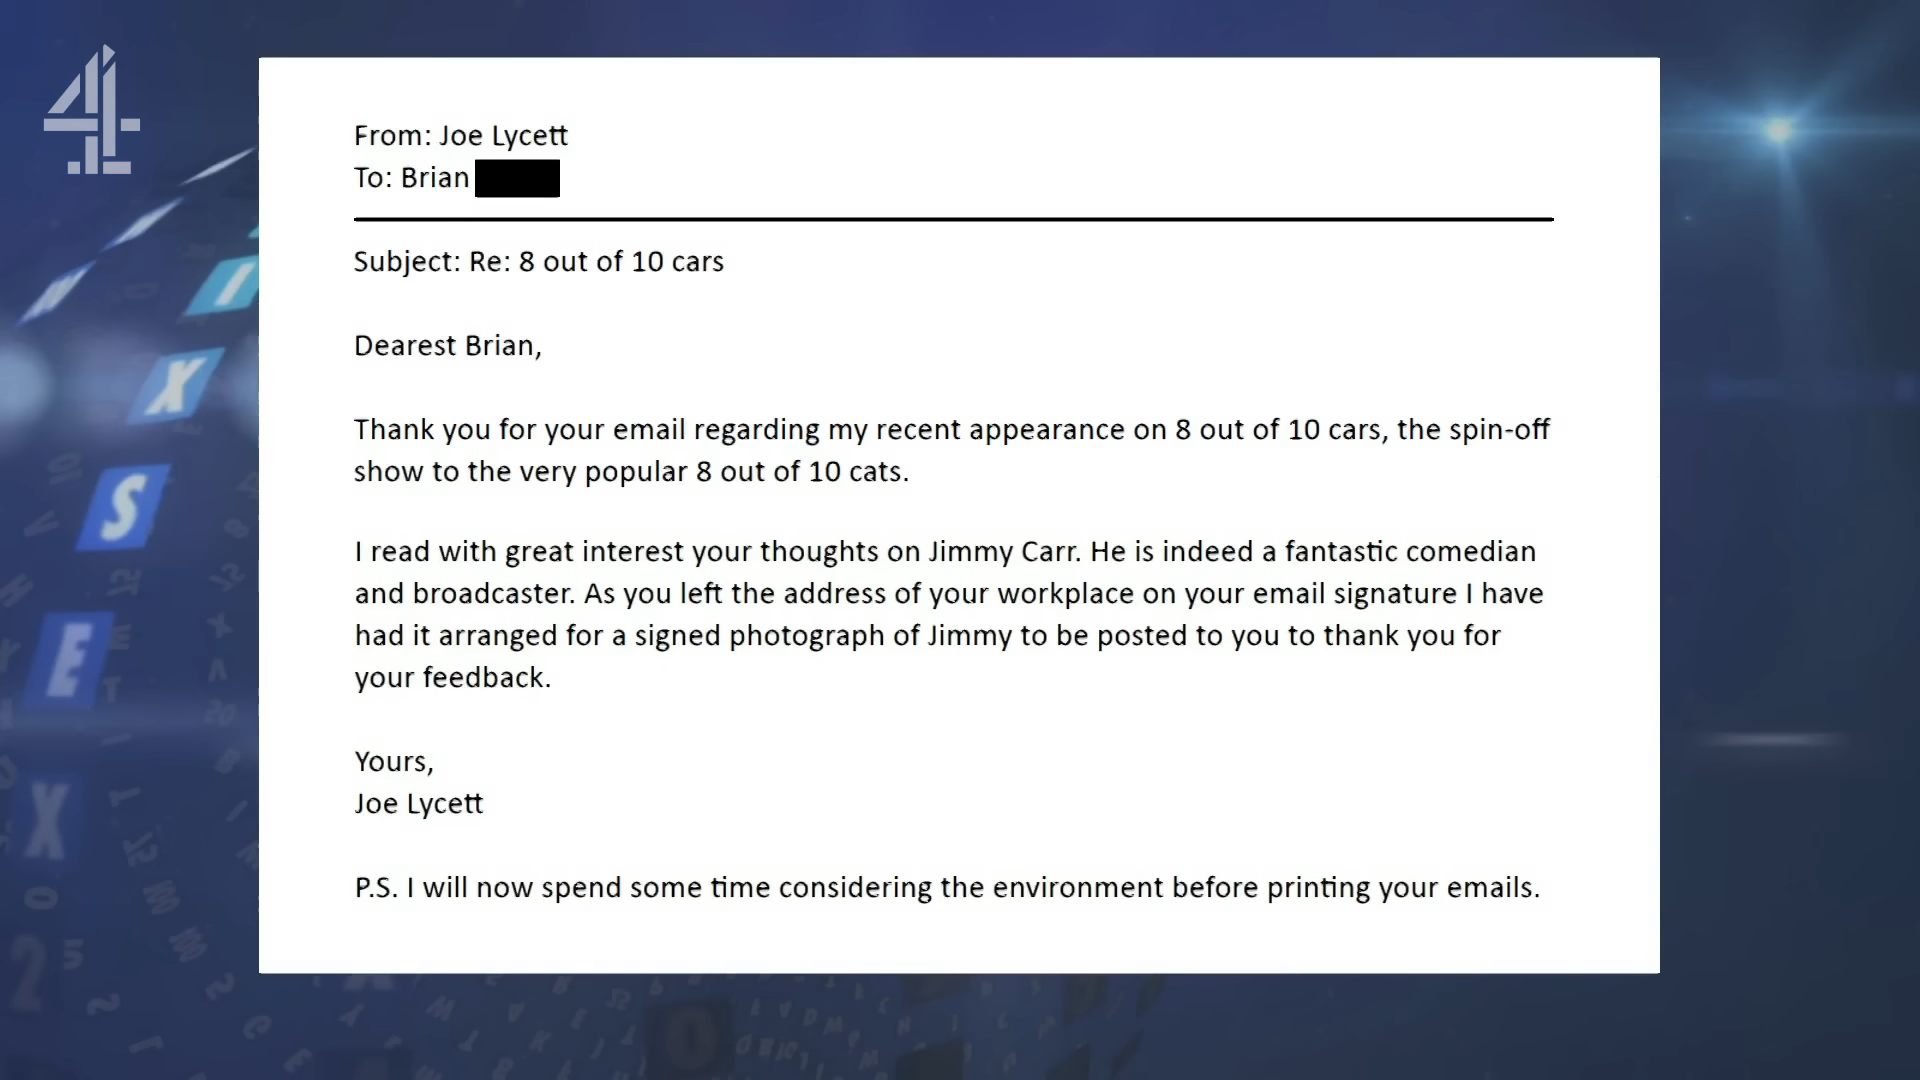 4
From: Joe Lycett
To: Brian
Subject: Re: 8 out of 10 cars
Dearest Brian,
Thank you for your email regarding my recent appearance on 8 out of 10 cars, the spin-off
show to the very popular 8 out of 10 cats.
I read with great interest your thoughts on Jimmy Carr. He is indeed a fantastic comedian
and broadcaster. As you left the address of your workplace on your email signature I have
had it arranged for a signed photograph of Jimmy to be posted to you to thank you for
your feedback.
Yours,
Joe Lycett
P.S. I will now spend some time considering the environment before printing your emails.
I
X
S
E
X